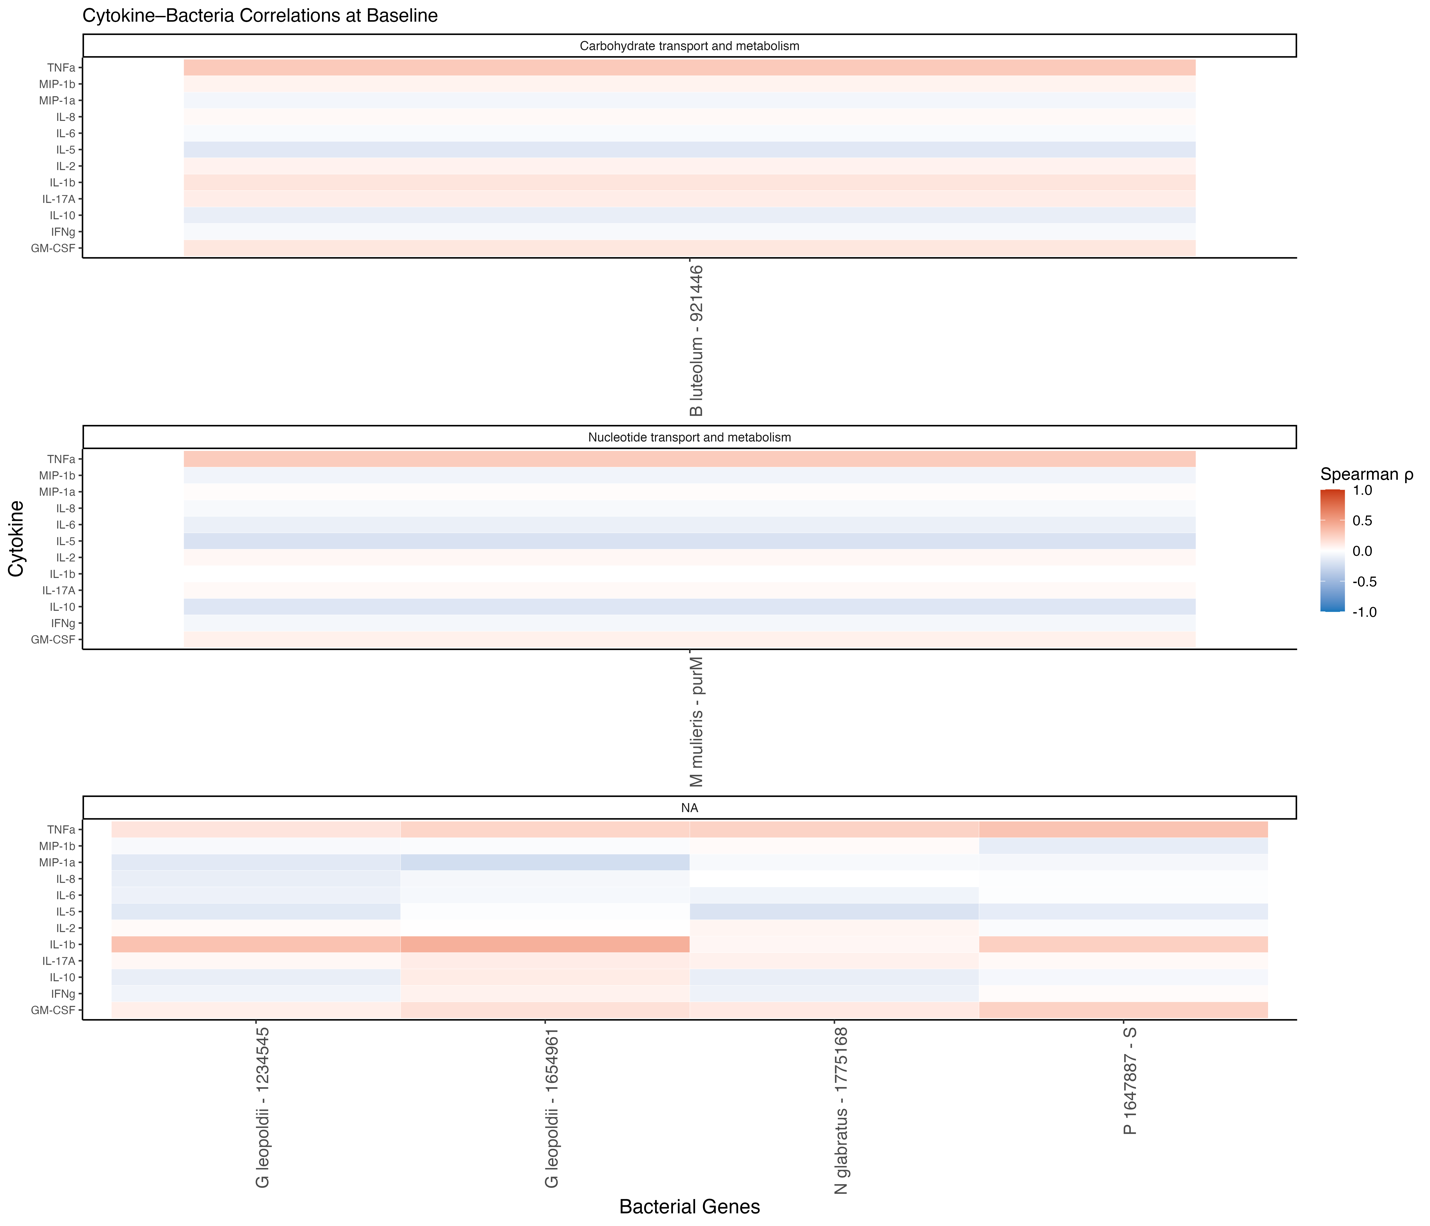 Cytokine–Bacteria Correlations at Baseline
Carbohydrate transport and metabolism
TNFa
MIP-1b
MIP-1a
IL-8
IL-6
IL-5
IL-2
IL-1b
IL-17A
IL-10
IFNg
GM-CSF
B luteolum - 921446
Nucleotide transport and metabolism
TNFa
MIP-1b
MIP-1a
IL-8
IL-6
IL-5
IL-2
IL-1b
IL-17A
IL-10
IFNg
GM-CSF
M mulieris - purM
NA
TNFa
MIP-1b
MIP-1a
IL-8
IL-6
IL-5
IL-2
IL-1b
IL-17A
IL-10
IFNg
GM-CSF
G leopoldii - 1234545
G leopoldii - 1654961
N glabratus - 1775168
P 1647887 - S
Bacterial Genes
Cytokine
Spearman ρ
1.0
0.5
0.0
-0.5
-1.0